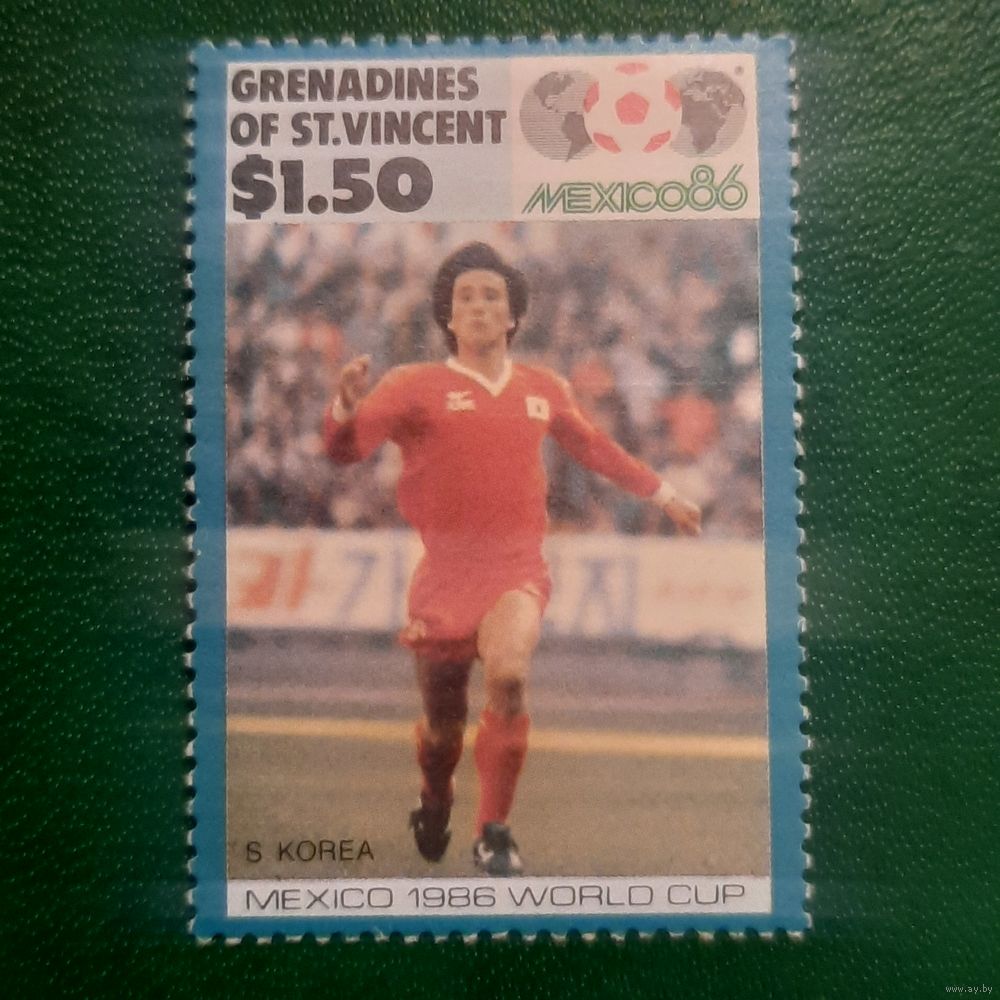 GRENADINES
OF ST.VINCENT
$1.50
MEXICO86
S KOREA
MEXICO 1986 WORLD CUP
www.ay.by